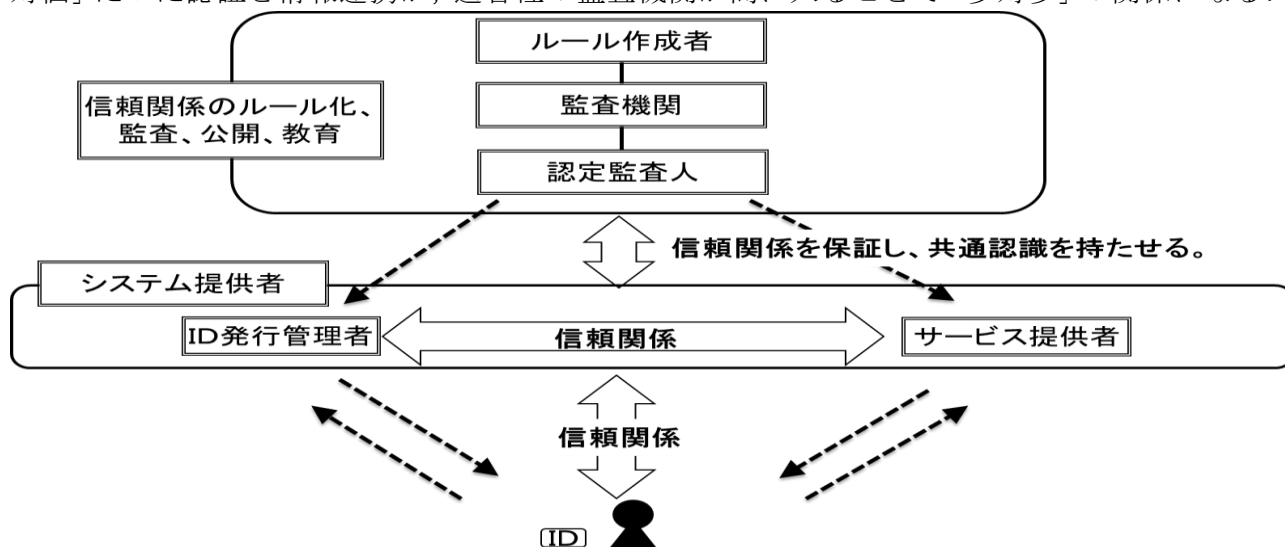 ルール作成者
信頼関係のルール化、
監査、公開、教育
監査機関
認定監査人
信頼関係を保証し、共通認識を持たせる。
システム提供者
ID発行管理者
信頼関係
サービス提供者
信頼関係
ID